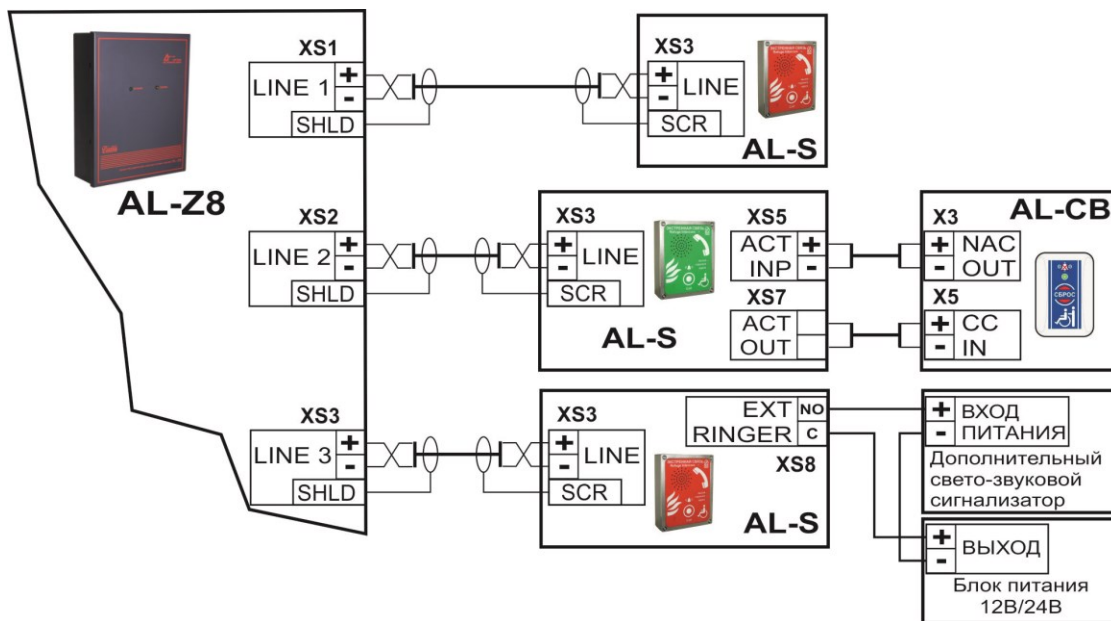 AL-Z8
XS1
LINE 1
+
-
SHLD
XS3
+
-
LINE
SCR
AL-S
XS2
LINE 2
+
-
SHLD
XS3
+
-
LINE
SCR
AL-S
XS5
ACT
INP
+
-
XS7
ACT
OUT
AL-CB
X3
+
-
NAC
OUT
X5
+
-
CC
IN
СБРОС
XS3
LINE 3
+
-
SHLD
XS3
+
-
LINE
SCR
EXT NO
RINGER C
XS8
AL-S
+ ВХОД
- ПИТАНИЯ
Дополнительный
свето-звуковой
сигнализатор
+
-
ВЫХОД
Блок питания
12В/24В